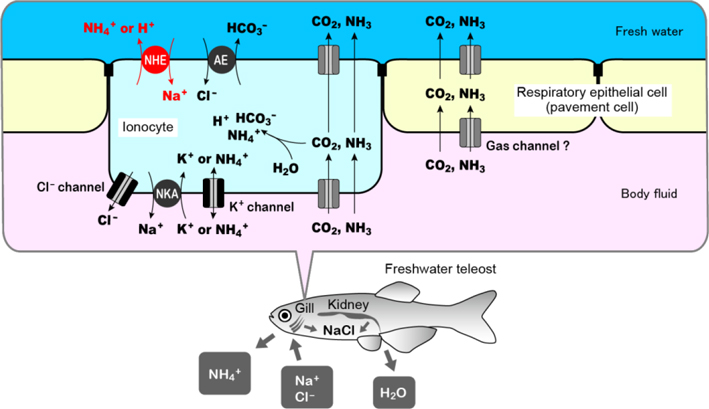 NH₄⁺ or H⁺
HCO₃⁻
CO₂, NH₃
CO₂, NH₃
Fresh water
NHE
AE
Na⁺
Cl⁻
CO₂, NH₃
Respiratory epithelial cell
(pavement cell)
Ionocyte
H⁺ HCO₃⁻
NH₄⁺
CO₂, NH₃
Gas channel ?
K⁺ or NH₄⁺
H₂O
CO₂, NH₃
Cl⁻ channel
NKA
Body fluid
K⁺ channel
Cl⁻
Na⁺
K⁺ or NH₄⁺
CO₂, NH₃
Freshwater teleost
Gill
Kidney
NaCl
NH₄⁺
Na⁺
Cl⁻
H₂O